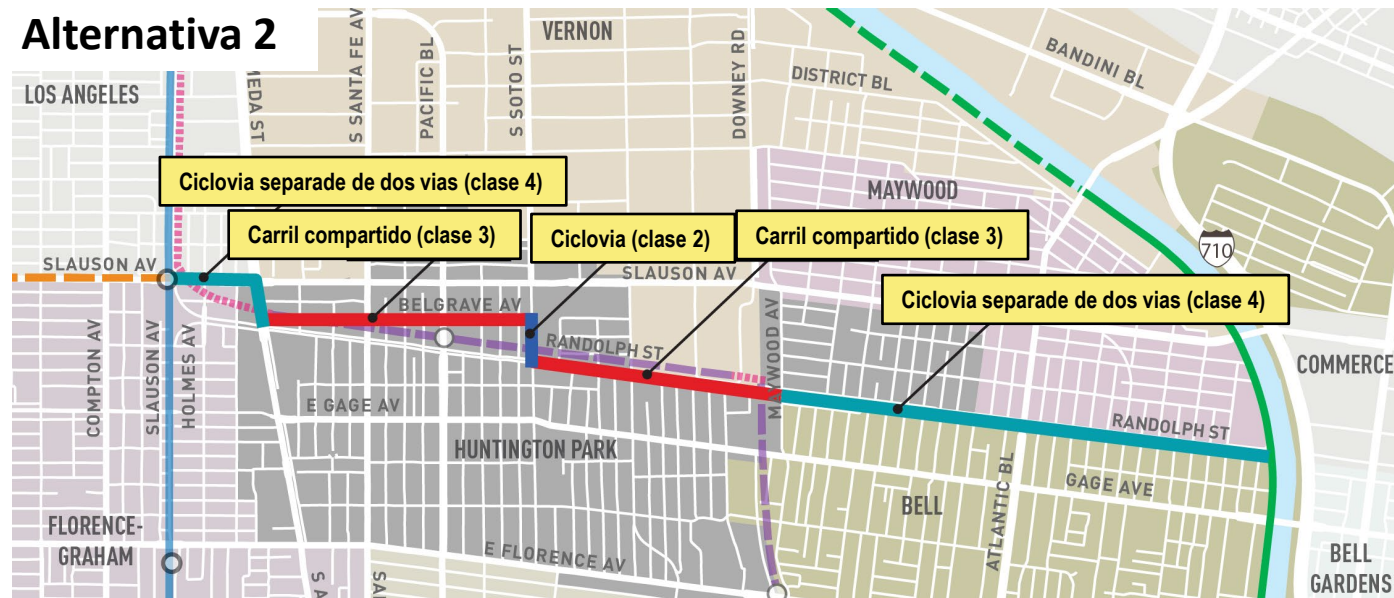 Alternativa 2
LOS ANGELES
MEDA ST
S SANTA FE AV
PACIFIC BL
S SOTO ST
VERNON
DOWNEY RD
DISTRICT BL
BANDINI BL
MAYWOOD
710
Ciclovia separade de dos vias (clase 4)
Carril compartido (clase 3)
Ciclovia (clase 2)
Carril compartido (clase 3)
Ciclovia separade de dos vias (clase 4)
SLAUSON AV
SLAUSON AV
BELGRAVE AV
RANDOLPH ST
COMPTON AV
SLAUSON AV
HOLMES AV
MAYWOOD AV
COMMERCE
E GAGE AV
HUNTINGTON PARK
RANDOLPH ST
ATLANTIC BL
GAGE AVE
BELL
FLORENCE-
GRAHAM
E FLORENCE AV
S A
SA
BELL
GARDENS